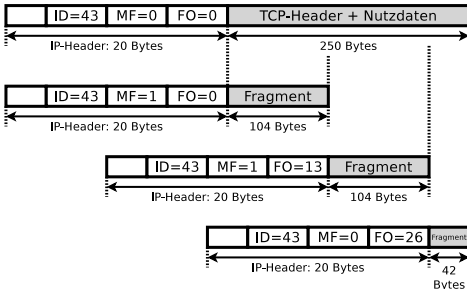 ID=43 MF=0 FO=0 TCP-Header + Nutzdaten
IP-Header: 20 Bytes 250 Bytes
ID=43 MF=1 FO=0 Fragment
IP-Header: 20 Bytes 104 Bytes
ID=43 MF=1 FO=13 Fragment
IP-Header: 20 Bytes 104 Bytes
ID=43 MF=0 FO=26 Fragment
IP-Header: 20 Bytes 42
Bytes